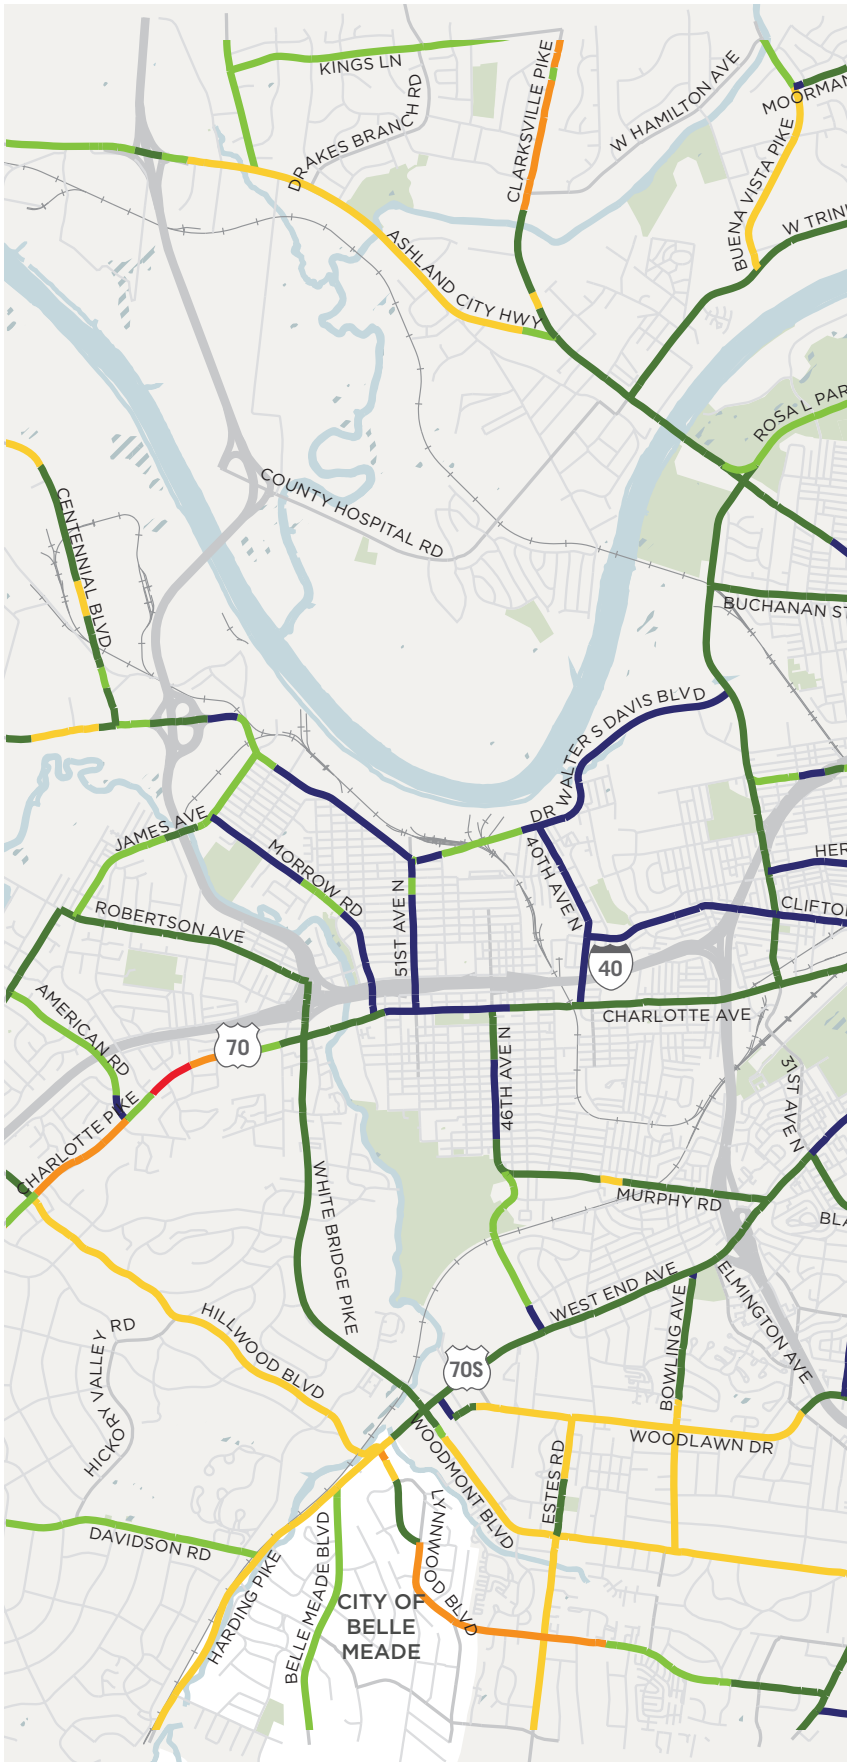 KINGS LN
CLARKSVILLE PIKE
W HAMILTON AVE
MOORMAN
DRAKES BRANCH RD
BUENA VISTA PIKE
W TRINI
ASHLAND CITY HWY
ROSA L PAR
COUNTY HOSPITAL RD
CENTENNIAL BLVD
BUCHANAN ST
DR WALTER S DAVIS BLVD
JAMES AVE
MORROW RD
40TH AVE N
HER
51ST AVE N
CLIFTO
ROBERTSON AVE
40
AMERICAN RD
CHARLOTTE AVE
70
46TH AVE N
31ST AVE N
CHARLOTTE PIKE
WHITE BRIDGE PIKE
MURPHY RD
BLA
WEST END AVE
ELMINGTON AVE
HICKORY VALLEY RD
HILLWOOD BLVD
BOWLING AVE
70S
WOODLAWN DR
WOODMONT BLVD
ESTES RD
LYNNWOOD BLVD
DAVIDSON RD
HARDING PIKE
BELLE MEADE BLVD
CITY OF
BELLE
MEADE